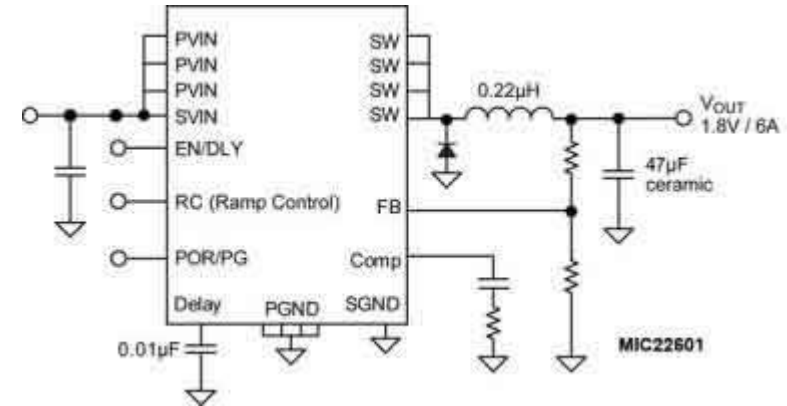 PVIN
PVIN
PVIN
SVIN
EN/DLY
RC (Ramp Control)
POR/PG
Delay
PGND
SGND
SW
SW
SW
SW
FB
Comp
0.22µH
VOUT
1.8V / 6A
47µF
ceramic
0.01µF
MIC22601